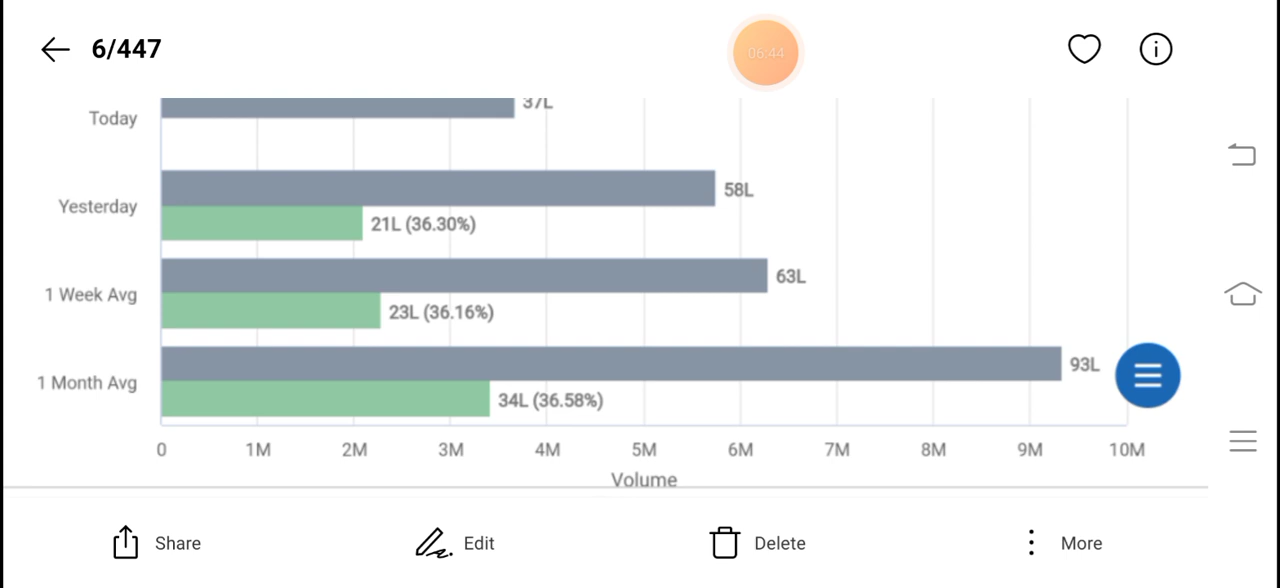 6/447
06:44
37L
Today
Yesterday
58L
21L (36.30%)
1 Week Avg
63L
23L (36.16%)
1 Month Avg
93L
34L (36.58%)
0 1M 2M 3M 4M 5M 6M 7M 8M 9M 10M
Volume
Share Edit Delete More